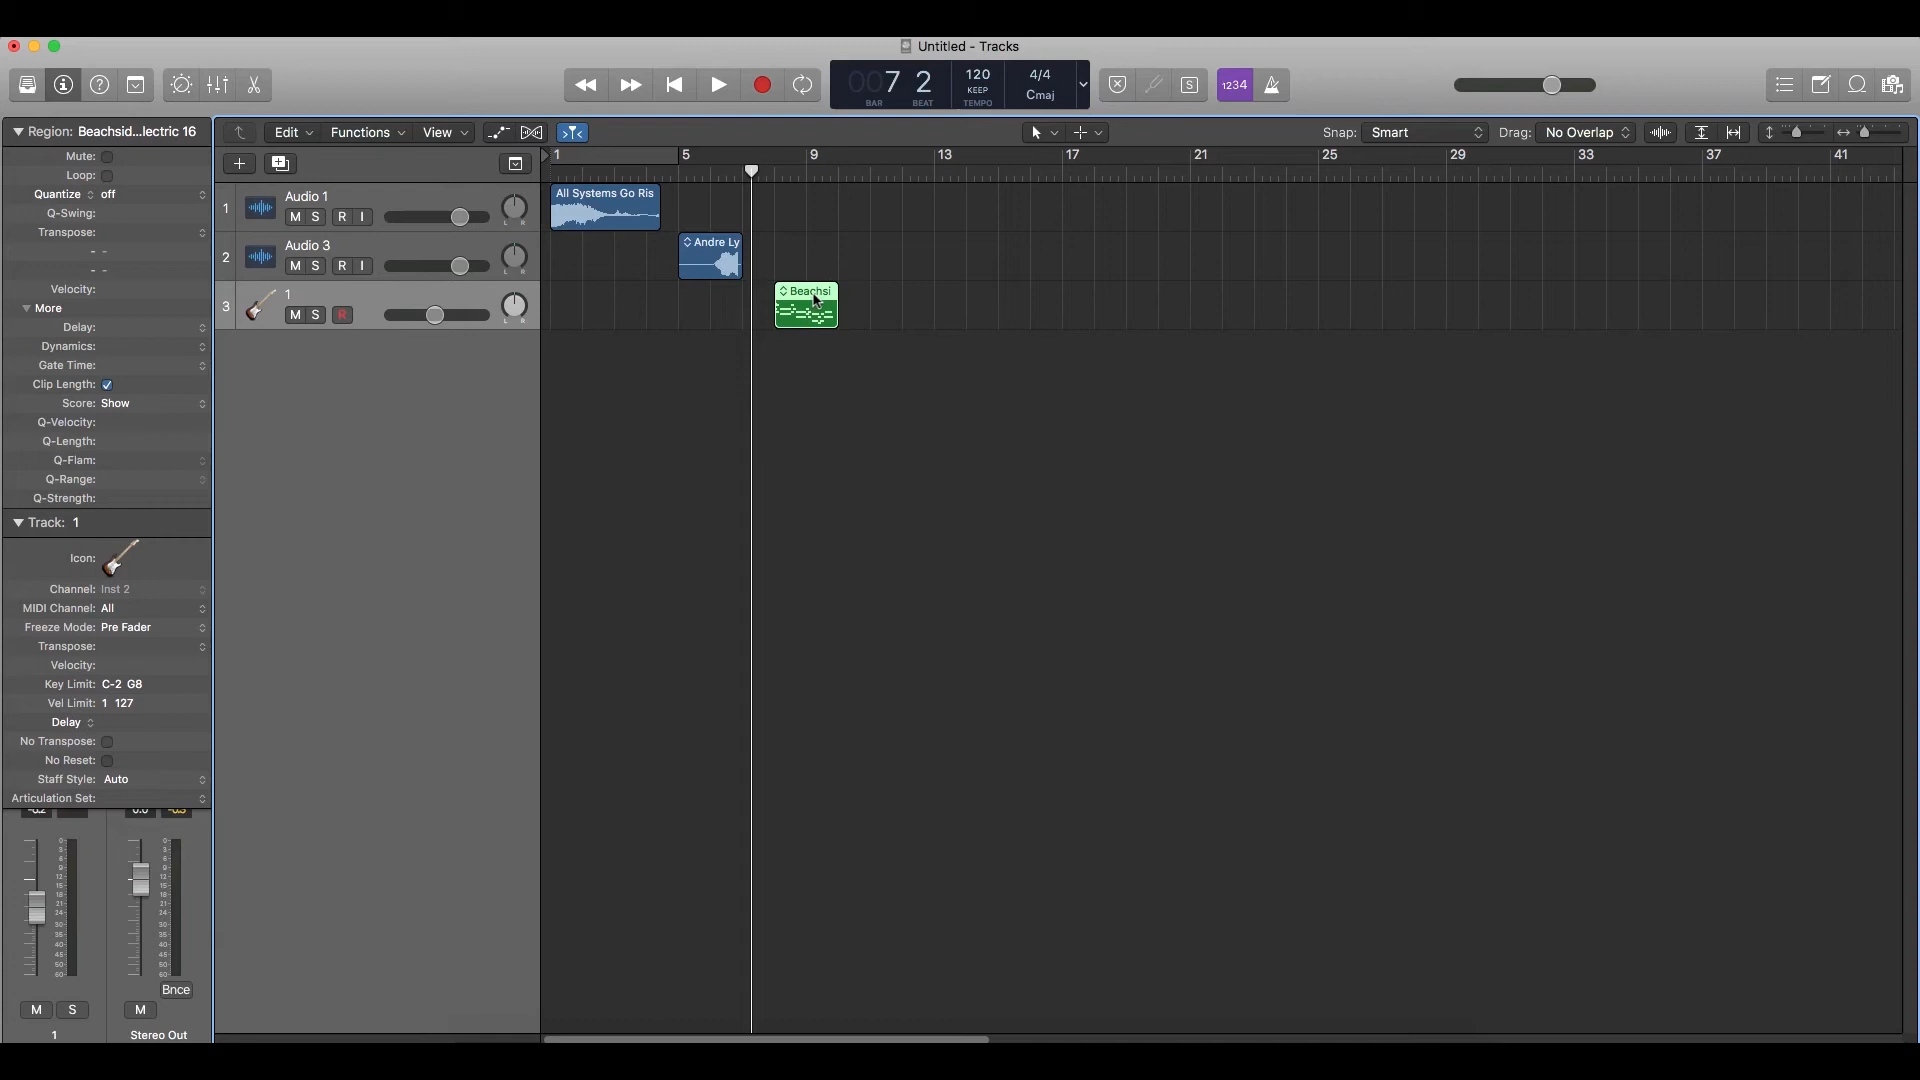 Untitled - Tracks
007 2
BAR BEAT
120
KEEP
TEMPO
4/4
Cmaj
S
1234
Region: Beachsid...lectric 16
Edit Functions View
Snap: Smart
Drag: No Overlap
Mute:
Loop:
Quantize off
Q-Swing:
Transpose:
- -
- -
Velocity:
More
Delay:
Dynamics:
Gate Time:
Clip Length:
Score: Show
Q-Velocity:
Q-Length:
Q-Flam:
Q-Range:
Q-Strength:
Track: 1
Icon:
Channel: Inst 2
MIDI Channel: All
Freeze Mode: Pre Fader
Transpose:
Velocity:
Key Limit: C-2 G8
Vel Limit: 1 127
Delay
No Transpose:
No Reset:
Staff Style: Auto
Articulation Set:
Bnce
M S M
1 Stereo Out
1 5 9 13 17 21 25 29 33 37 41
1 Audio 1
M S R I
L R
All Systems Go Ris
2 Audio 3
M S R I
L R
Andre Ly
3 1
M S R
L R
Beachsi